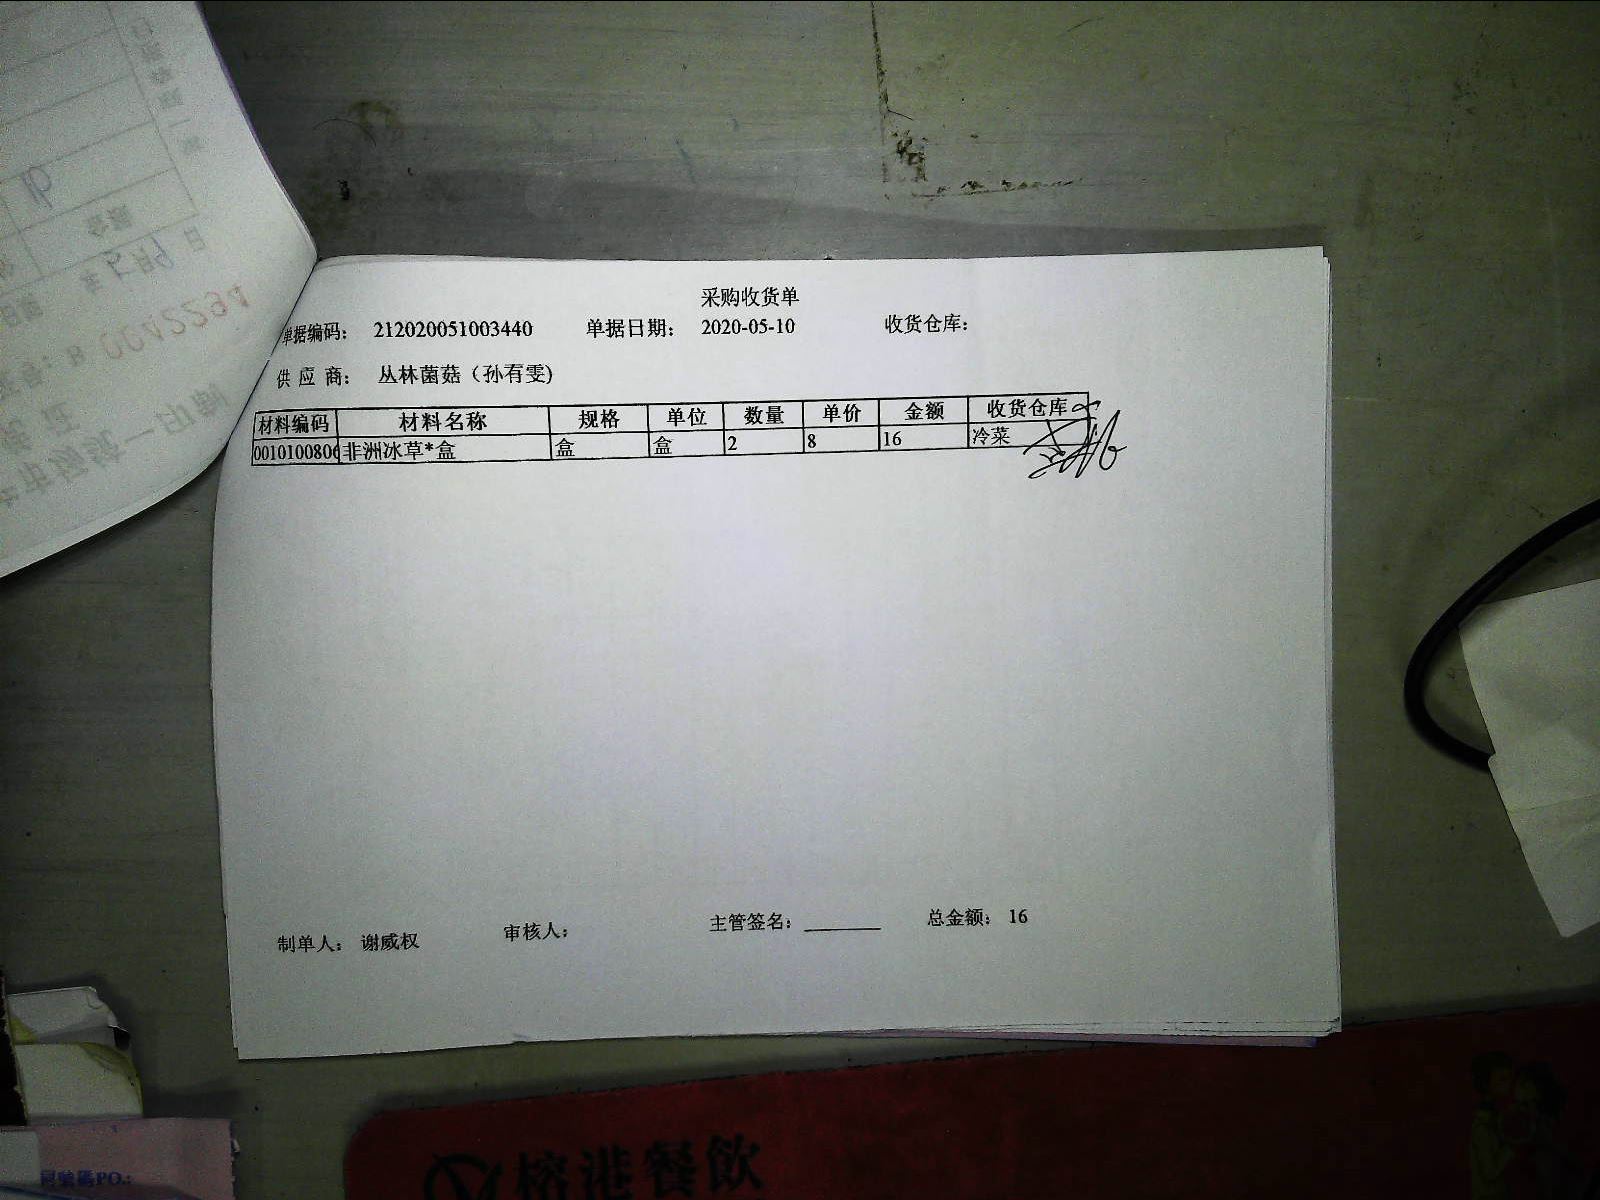 采购收货单
单据编码： 212020051003440 单据日期： 2020-05-10 收货仓库：
供 应 商： 丛林菌菇（孙有雯)
材料编码 材料名称 规格 单位 数量 单价 金额 收货仓库
0010100806 非洲冰草*盒 盒 盒 2 8 16 冷菜
制单人： 谢威权 审核人： 主管签名：________ 总金额： 16
榕港餐飲
PO.: